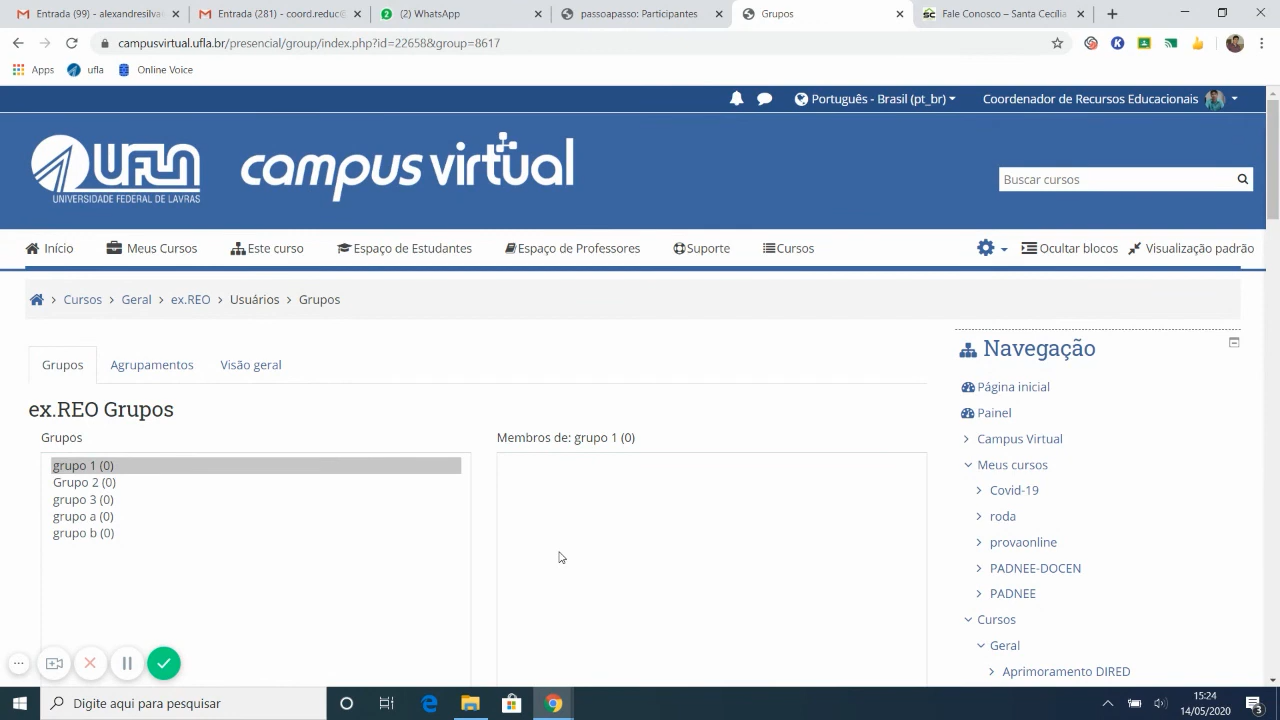 Entrada (99) - alexandresilva
Entrada (281) - coord.reduc@
(2) WhatsApp
passoapasso: Participantes
Grupos
Fale Conosco – Santa Cecília
campusvirtual.ufla.br/presencial/group/index.php?id=22658&group=8617
Apps
ufla
Online Voice
Português - Brasil (pt_br)
Coordenador de Recursos Educacionais
UFLA
UNIVERSIDADE FEDERAL DE LAVRAS
campus virtual
Buscar cursos
Início
Meus Cursos
Este curso
Espaço de Estudantes
Espaço de Professores
Suporte
Cursos
Ocultar blocos
Visualização padrão
Cursos
Geral
ex.REO
Usuários
Grupos
Grupos
Agrupamentos
Visão geral
ex.REO Grupos
Grupos
grupo 1 (0)
Grupo 2 (0)
grupo 3 (0)
grupo a (0)
grupo b (0)
Membros de: grupo 1 (0)
Navegação
Página inicial
Painel
Campus Virtual
Meus cursos
Covid-19
roda
provaonline
PADNEE-DOCEN
PADNEE
Cursos
Geral
Aprimoramento DIRED
Digite aqui para pesquisar
15:24
14/05/2020
3